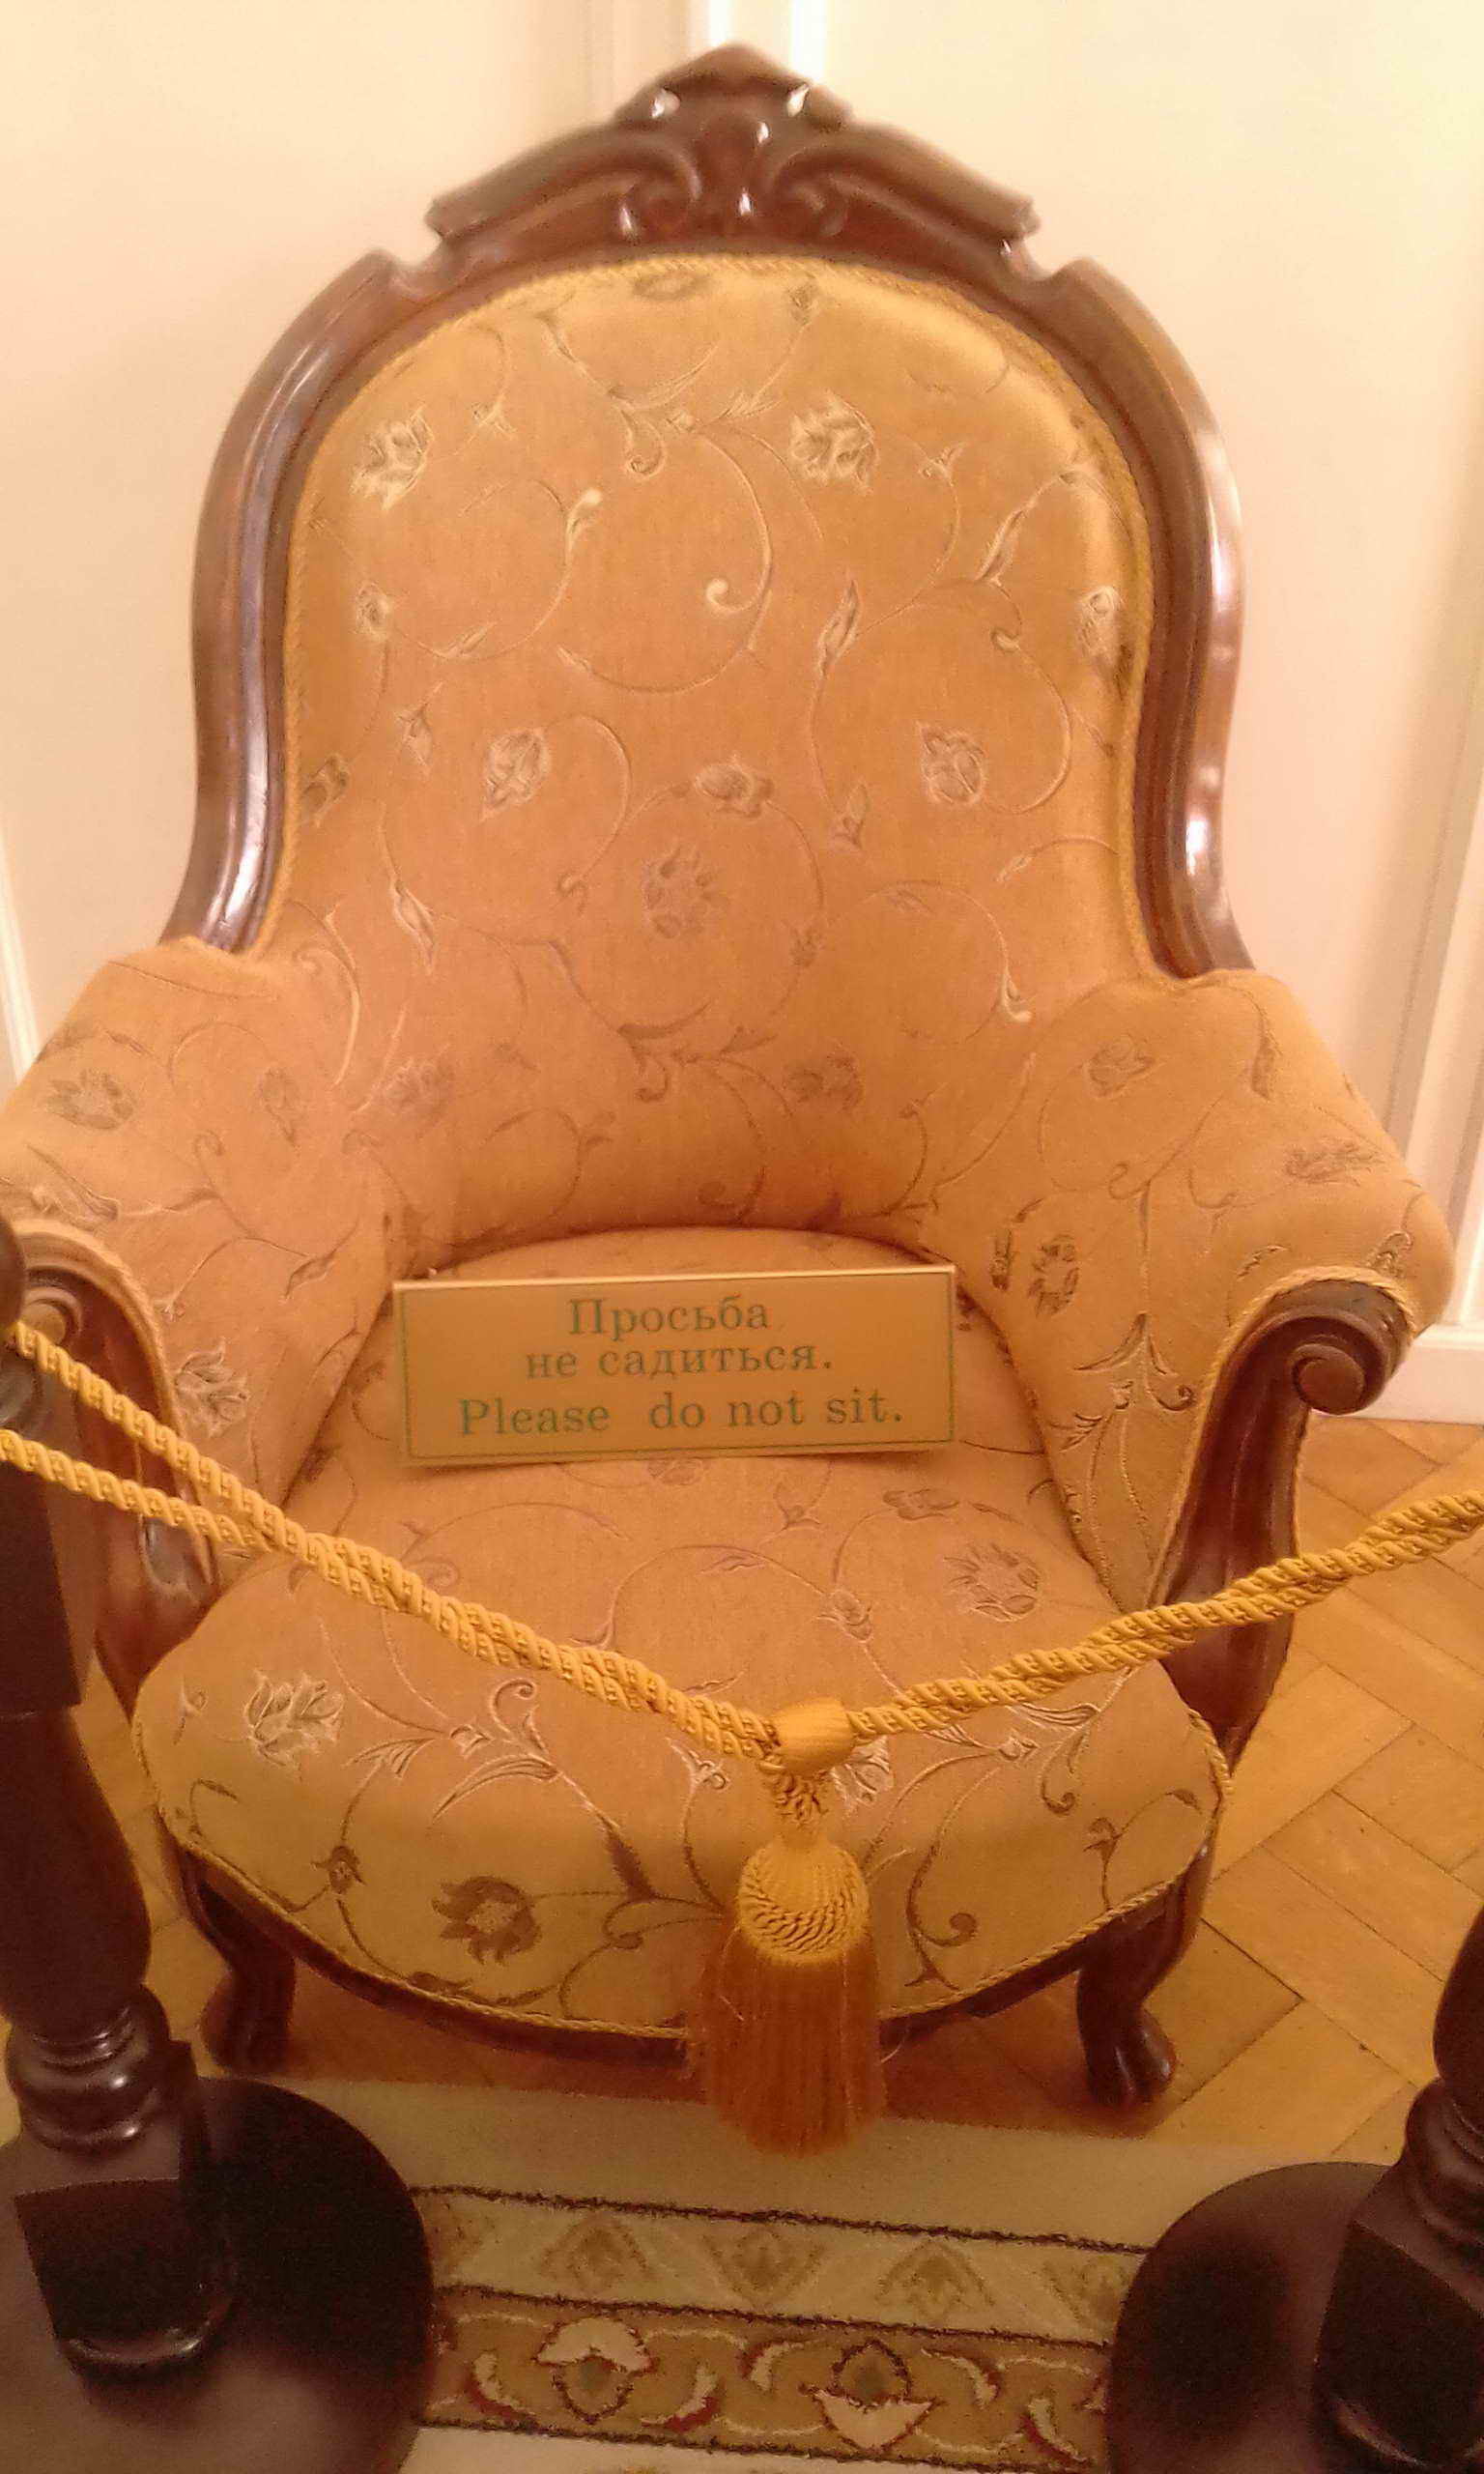 Просьба
не садиться.
Please do not sit.